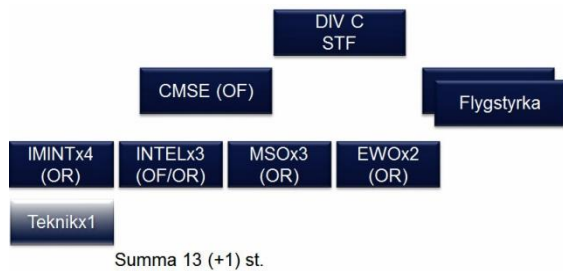 DIV C
STF
CMSE (OF)
Flygstyrka
IMINTx4
(OR)
INTELx3
(OF/OR)
MSOx3
(OR)
EWOx2
(OR)
Teknikx1
Summa 13 (+1) st.